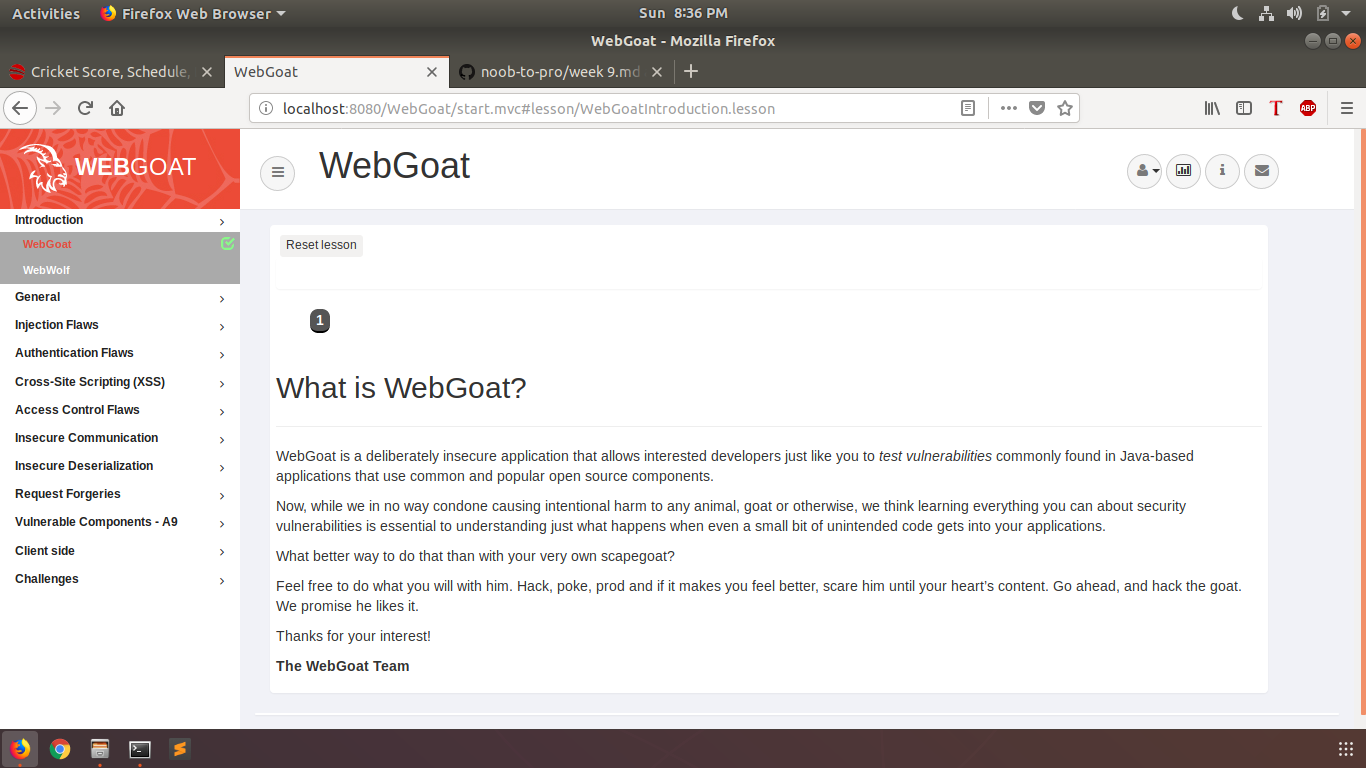 Activities Firefox Web Browser Sun 8:36 PM
WebGoat - Mozilla Firefox
Cricket Score, Schedule, WebGoat noob-to-pro/week 9.md
localhost:8080/WebGoat/start.mvc#lesson/WebGoatIntroduction.lesson
T ABP
WEBGOAT
WebGoat
Introduction
WebGoat
WebWolf
General
Injection Flaws
Authentication Flaws
Cross-Site Scripting (XSS)
Access Control Flaws
Insecure Communication
Insecure Deserialization
Request Forgeries
Vulnerable Components - A9
Client side
Challenges
Reset lesson
1
What is WebGoat?
WebGoat is a deliberately insecure application that allows interested developers just like you to test vulnerabilities commonly found in Java-based
applications that use common and popular open source components.
Now, while we in no way condone causing intentional harm to any animal, goat or otherwise, we think learning everything you can about security
vulnerabilities is essential to understanding just what happens when even a small bit of unintended code gets into your applications.
What better way to do that than with your very own scapegoat?
Feel free to do what you will with him. Hack, poke, prod and if it makes you feel better, scare him until your heart’s content. Go ahead, and hack the goat.
We promise he likes it.
Thanks for your interest!
The WebGoat Team